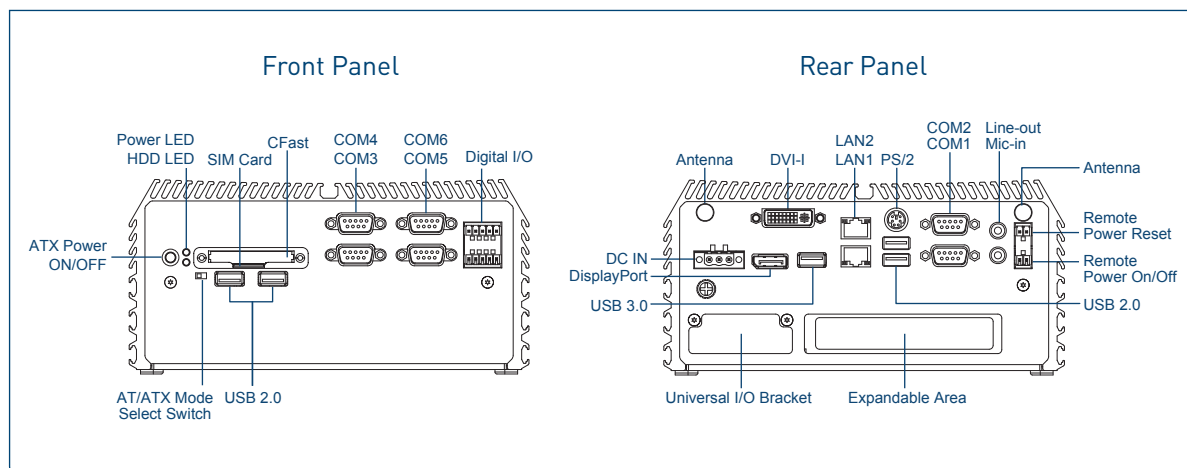 Front Panel
Power LED
HDD LED
SIM Card
CFast
COM4
COM3
COM6
COM5
Digital I/O
ATX Power
ON/OFF
AT/ATX Mode
Select Switch
USB 2.0
Rear Panel
Antenna
DVI-I
LAN2
LAN1
PS/2
COM2
COM1
Line-out
Mic-in
Antenna
Remote
Power Reset
DC IN
DisplayPort
USB 3.0
Remote
Power On/Off
USB 2.0
Universal I/O Bracket
Expandable Area